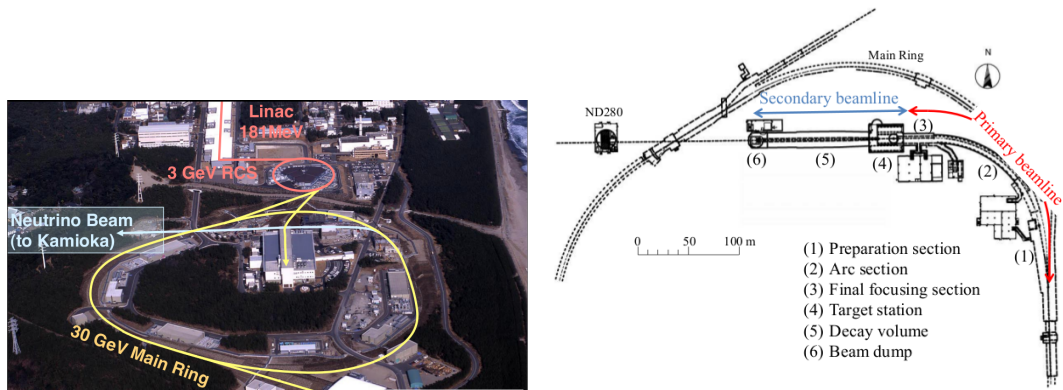 Linac
181MeV
3 GeV RCS
Neutrino Beam
(to Kamioka)
30 GeV Main Ring
Main Ring
N
Secondary beamline
Primary beamline
ND280
(3)
(6)
(5)
(4)
(2)
(1)
0
50
100 m
(1) Preparation section
(2) Arc section
(3) Final focusing section
(4) Target station
(5) Decay volume
(6) Beam dump